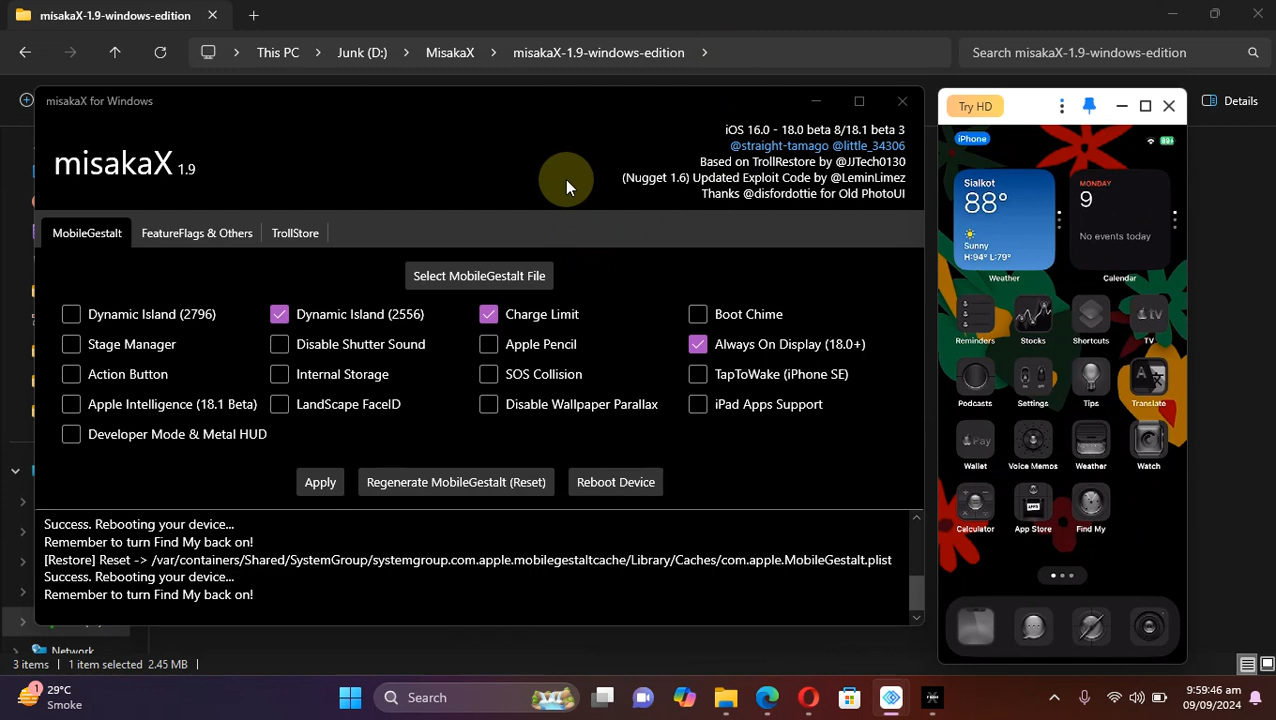 misakaX-1.9-windows-edition
This PC > Junk (D:) > MisakaX > misakaX-1.9-windows-edition >
Search misakaX-1.9-windows-edition
Details
misakaX for Windows
misakaX 1.9
iOS 16.0 - 18.0 beta 8/18.1 beta 3
@straight-tamago @little_34306
Based on TrollRestore by @JJTech0130
(Nugget 1.6) Updated Exploit Code by @LeminLimez
Thanks @disfordottie for Old PhotoUI
MobileGestalt FeatureFlags & Others TrollStore
Select MobileGestalt File
Dynamic Island (2796) Dynamic Island (2556) Charge Limit Boot Chime
Stage Manager Disable Shutter Sound Apple Pencil Always On Display (18.0+)
Action Button Internal Storage SOS Collision TapToWake (iPhone SE)
Apple Intelligence (18.1 Beta) LandScape FaceID Disable Wallpaper Parallax iPad Apps Support
Developer Mode & Metal HUD
Apply Regenerate MobileGestalt (Reset) Reboot Device
Success. Rebooting your device...
Remember to turn Find My back on!
[Restore] Reset -> /var/containers/Shared/SystemGroup/systemgroup.com.apple.mobilegestaltcache/Library/Caches/com.apple.MobileGestalt.plist
Success. Rebooting your device...
Remember to turn Find My back on!
Network
3 items 1 item selected 2.45 MB
Try HD
iPhone
Sialkot
88°
Sunny
H:94° L:79°
Weather
MONDAY
9
No events today
Calendar
Reminders Stocks Shortcuts TV
Podcasts Settings Tips Translate
Wallet Voice Memos Weather Watch
Calculator App Store Find My
29°C
Smoke
Search
9:59:46 am
09/09/2024